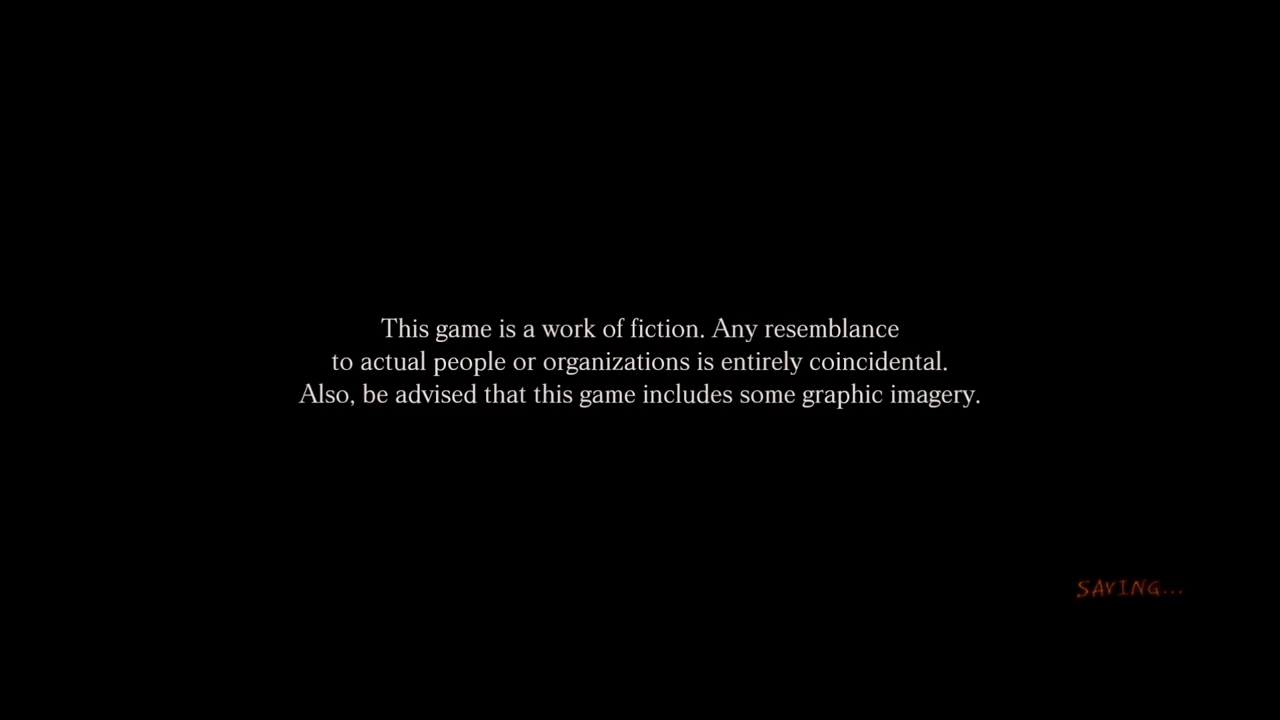 This game is a work of fiction. Any resemblance
to actual people or organizations is entirely coincidental.
Also, be advised that this game includes some graphic imagery.
SAVING...